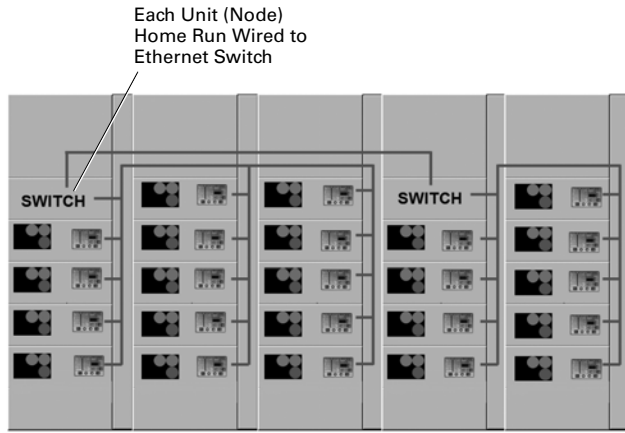 Each Unit (Node)
Home Run Wired to
Ethernet Switch
SWITCH
SWITCH